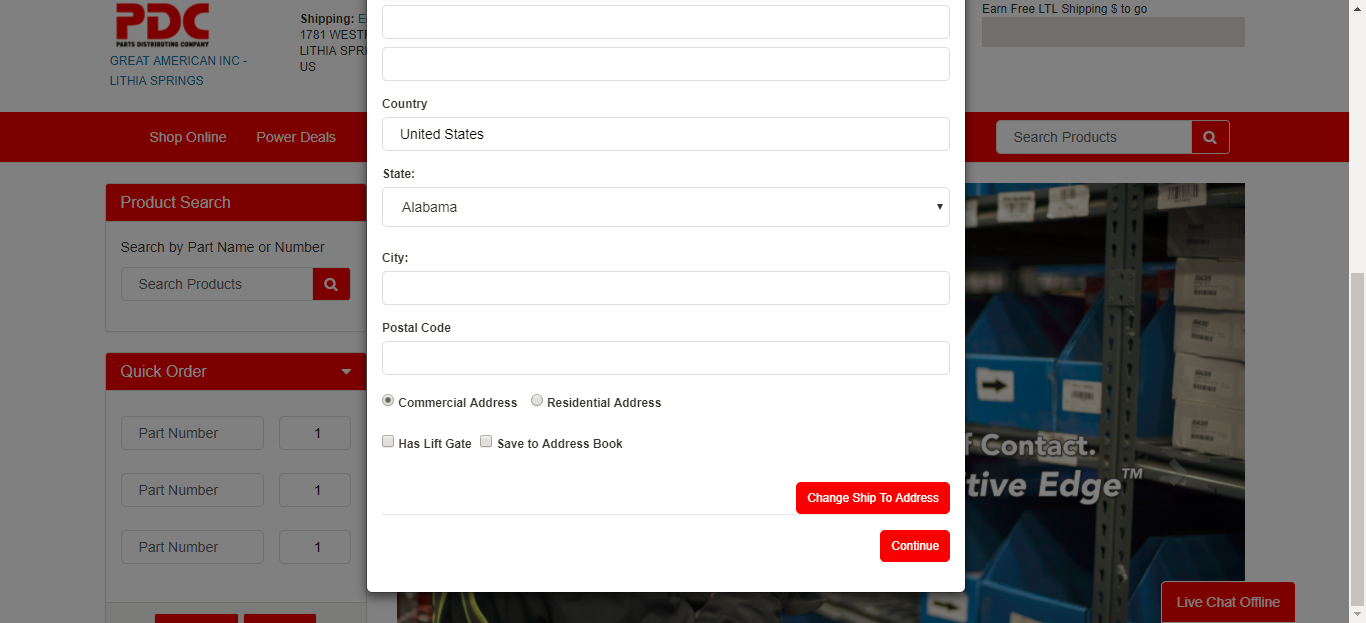 PDC
PARTS DISTRIBUTING COMPANY
GREAT AMERICAN INC -
LITHIA SPRINGS
Shipping: E
1781 WEST
LITHIA SPRI
US
Earn Free LTL Shipping $ to go
Shop Online
Power Deals
Search Products
Product Search
Search by Part Name or Number
Search Products
Quick Order
Part Number 1
Part Number 1
Part Number 1
Country
United States
State:
Alabama
City:
Postal Code
Commercial Address Residential Address
Has Lift Gate Save to Address Book
Change Ship To Address
Continue
f Contact.
tive Edge™
Live Chat Offline